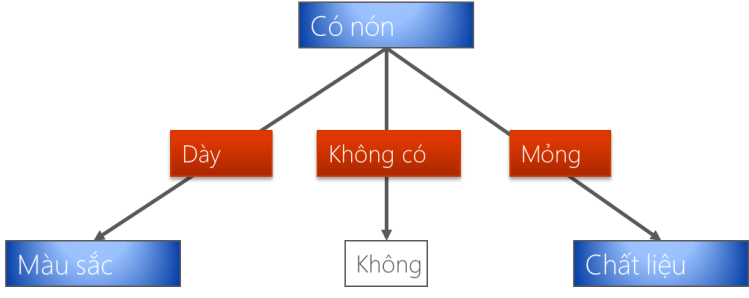 Có nón
Dày
Không có
Mỏng
Màu sắc
Không
Chất liệu